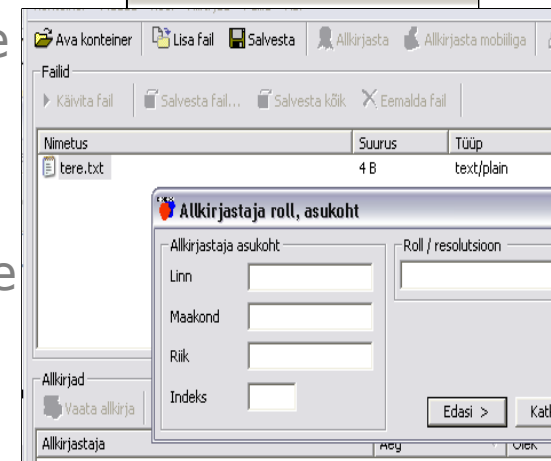 e
Ava konteiner Lisa fail Salvesta Allkirjasta Allkirjasta mobiiliga
Failid
Käivita fail Salvesta fail... Salvesta kõik Eemalda fail
Nimetus Suurus Tüüp
tere.txt 4 B text/plain
Allkirjastaja roll, asukoht
Allkirjastaja asukoht Roll / resolutsioon
e
Linn
Maakond
Riik
Indeks
Allkirjad
Vaata allkirja
Edasi >
Allkirjastaja